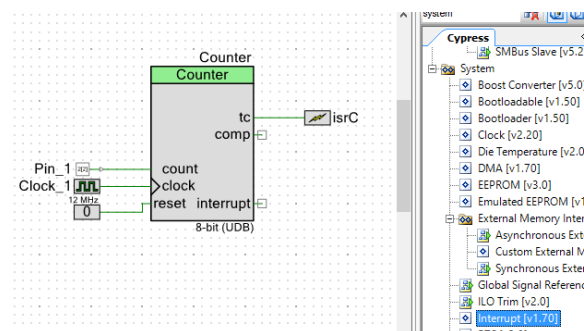 system
Counter
Counter
tc
isrC
comp
Pin_1
count
Clock_1
clock
12 MHz
0
reset interrupt
8-bit (UDB)
Cypress
SMBus Slave [v5.2
System
Boost Converter [v5.0]
Bootloadable [v1.50]
Bootloader [v1.50]
Clock [v2.20]
Die Temperature [v2.0
DMA [v1.70]
EEPROM [v3.0]
Emulated EEPROM [v1
External Memory Inter
Asynchronous Exte
Custom External M
Synchronous Exter
Global Signal Referenc
ILO Trim [v2.0]
Interrupt [v1.70]